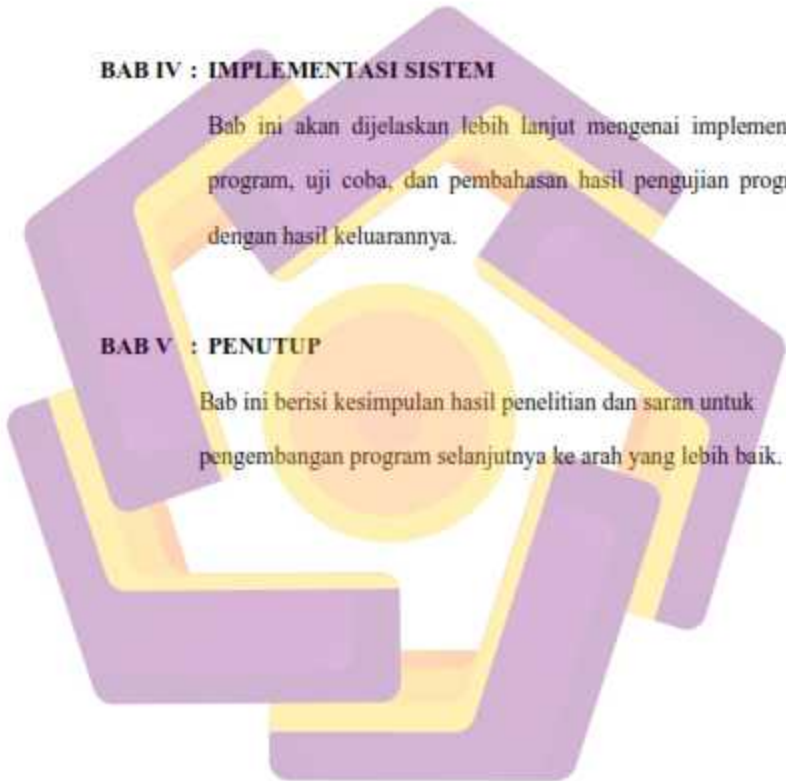 BAB IV : IMPLEMENTASI SISTEM
Bab ini akan dijelaskan lebih lanjut mengenai implemen
program, uji coba, dan pembahasan hasil pengujian progr
dengan hasil keluarannya.
BAB V : PENUTUP
Bab ini berisi kesimpulan hasil penelitian dan saran untuk
pengembangan program selanjutnya ke arah yang lebih baik.